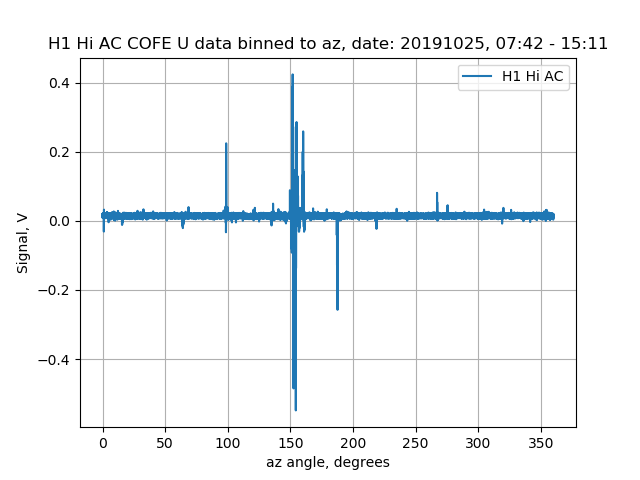 H1 Hi AC COFE U data binned to az, date: 20191025, 07:42 - 15:11
H1 Hi AC
Signal, V
0.4
0.2
0.0
−0.2
−0.4
0 50 100 150 200 250 300 350
az angle, degrees